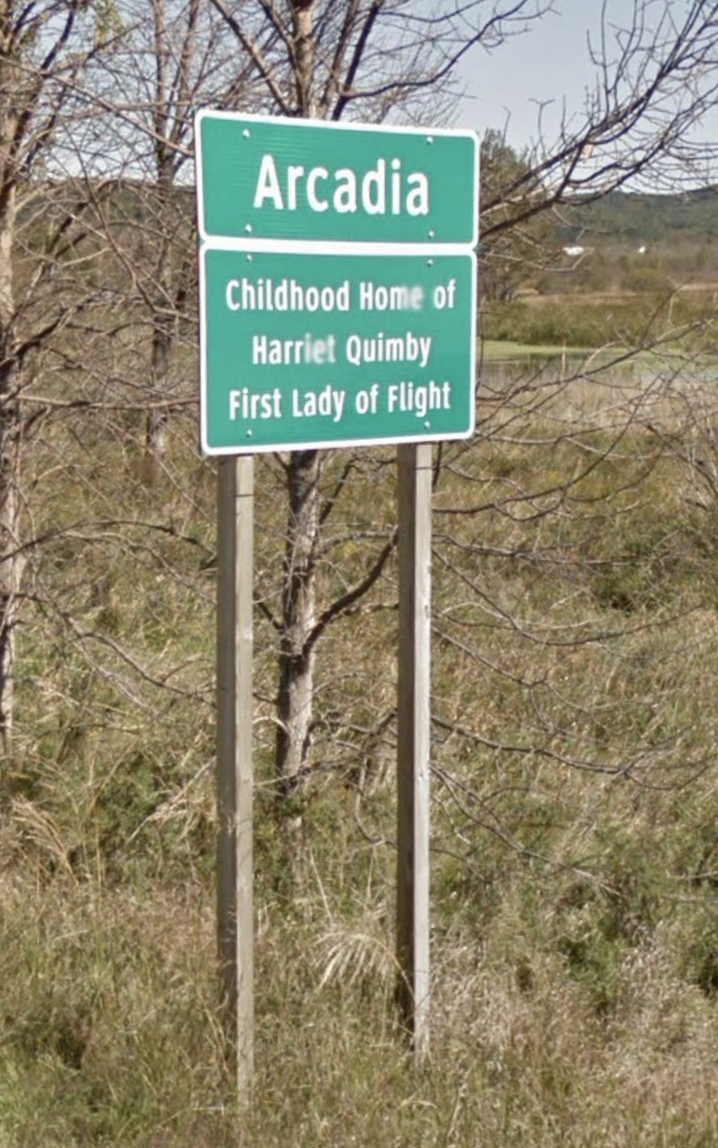 Arcadia
Childhood Home of
Harriet Quimby
First Lady of Flight